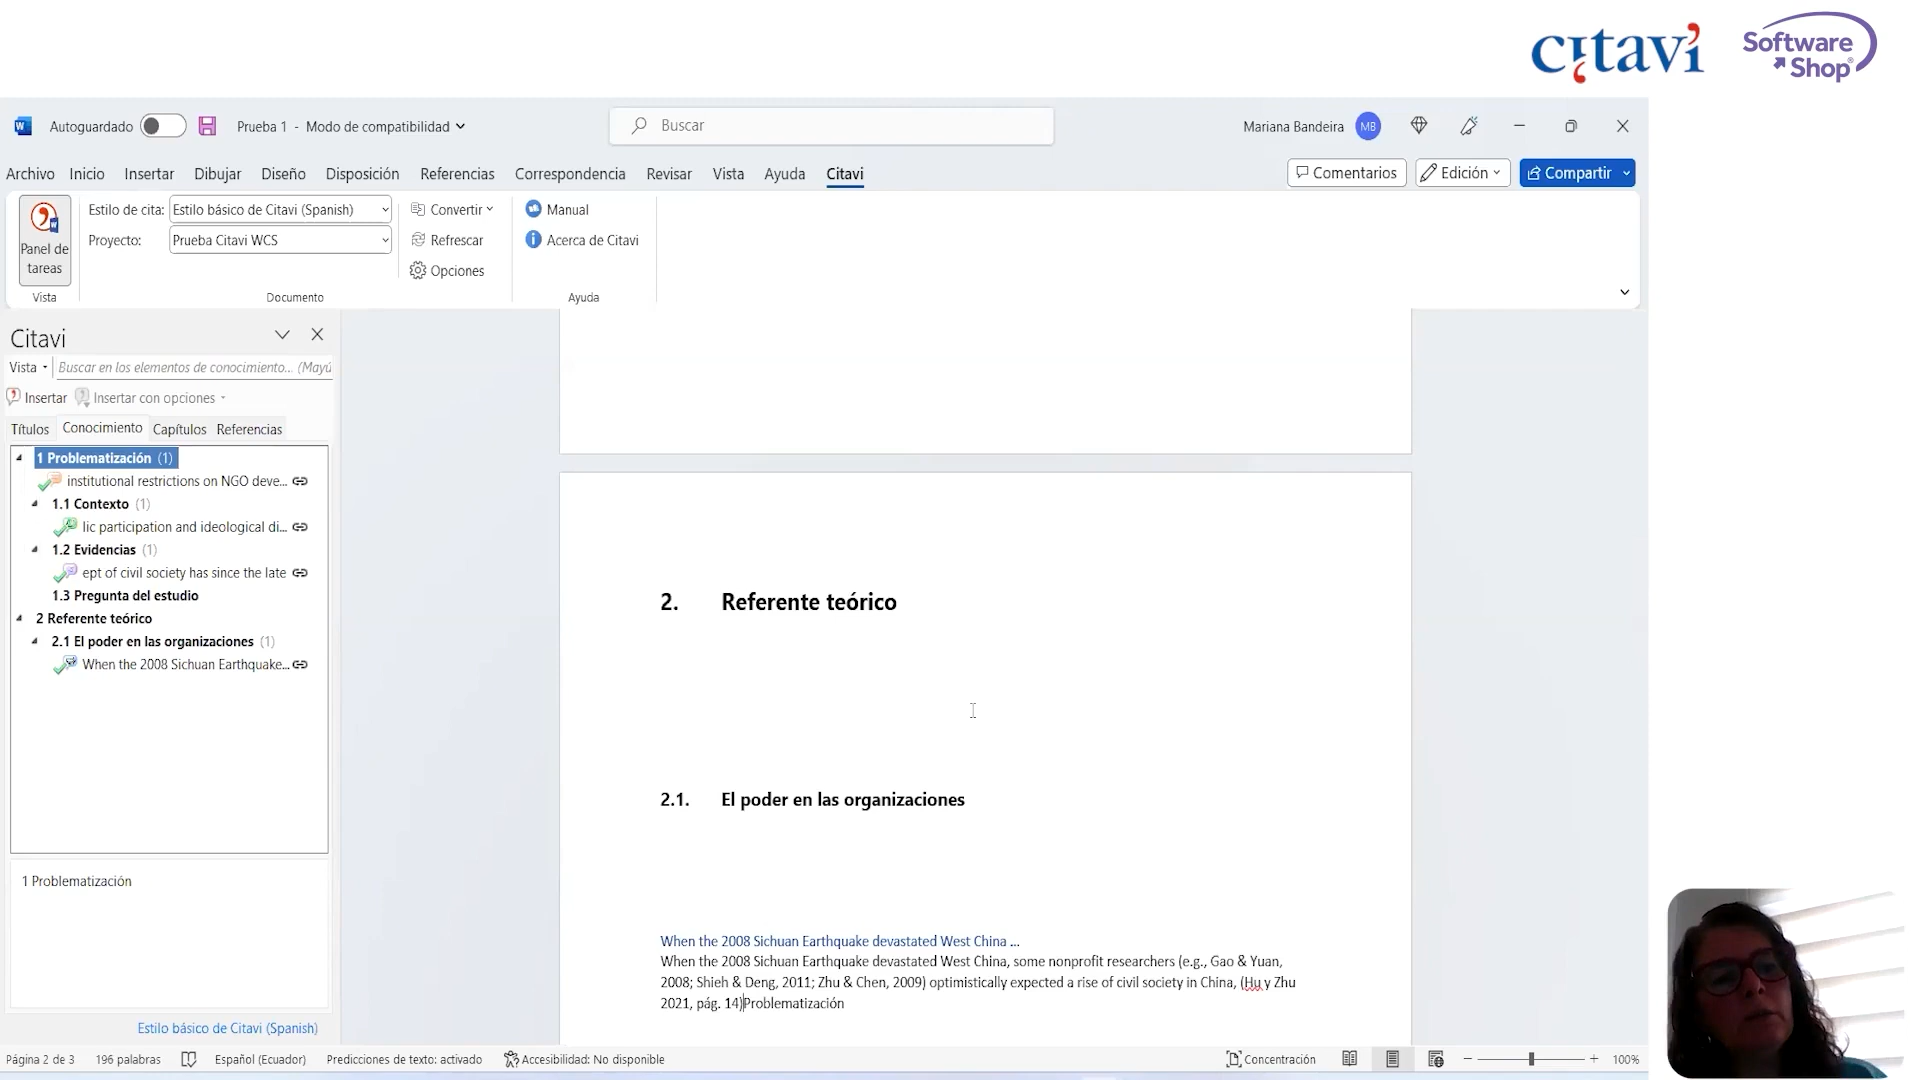 citavi
Software Shop®
Autoguardado
Prueba 1 - Modo de compatibilidad
Buscar
Mariana Bandeira
MB
Archivo Inicio Insertar Dibujar Diseño Disposición Referencias Correspondencia Revisar Vista Ayuda Citavi
Comentarios
Edición
Compartir
Panel de tareas
Vista
Estilo de cita: Estilo básico de Citavi (Spanish)
Proyecto: Prueba Citavi WCS
Convertir
Refrescar
Opciones
Documento
Manual
Acerca de Citavi
Ayuda
Citavi
Vista
Buscar en los elementos de conocimiento... (Mayú
Insertar
Insertar con opciones
Títulos Conocimiento Capítulos Referencias
1 Problematización (1)
institutional restrictions on NGO deve...
1.1 Contexto (1)
lic participation and ideological di...
1.2 Evidencias (1)
ept of civil society has since the late
1.3 Pregunta del estudio
2 Referente teórico
2.1 El poder en las organizaciones (1)
When the 2008 Sichuan Earthquake...
1 Problematización
Estilo básico de Citavi (Spanish)
2. Referente teórico
2.1. El poder en las organizaciones
When the 2008 Sichuan Earthquake devastated West China ...
When the 2008 Sichuan Earthquake devastated West China, some nonprofit researchers (e.g., Gao & Yuan,
2008; Shieh & Deng, 2011; Zhu & Chen, 2009) optimistically expected a rise of civil society in China, (Hu y Zhu
2021, pág. 14)Problematización
Página 2 de 3
196 palabras
Español (Ecuador)
Predicciones de texto: activado
Accesibilidad: No disponible
Concentración
100%